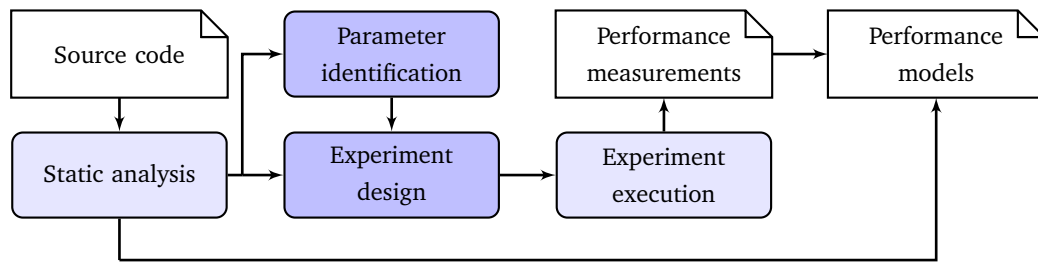 Source code
Parameter
identification
Performance
measurements
Performance
models
Static analysis
Experiment
design
Experiment
execution